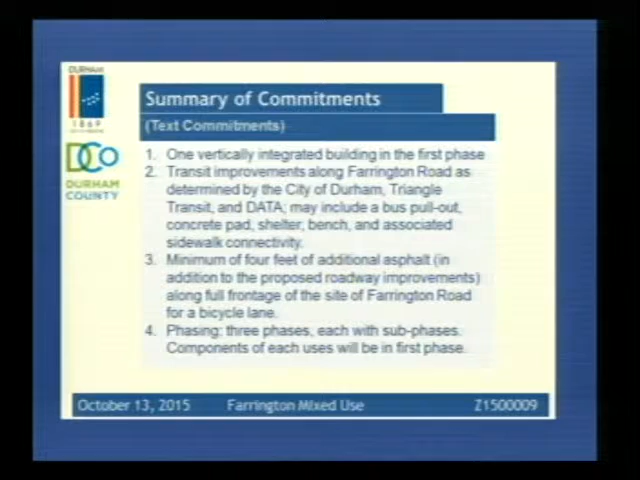 DURHAM
1869
DCO
DURHAM
COUNTY
Summary of Commitments
(Text Commitments)
1. One vertically integrated building in the first phase
2. Transit improvements along Farrington Road as
determined by the City of Durham, Triangle
Transit, and DATA; may include a bus pull-out,
concrete pad, shelter, bench, and associated
sidewalk connectivity.
3. Minimum of four feet of additional asphalt (in
addition to the proposed roadway improvements)
along full frontage of the site of Farrington Road
for a bicycle lane.
4. Phasing: three phases, each with sub-phases.
Components of each uses will be in first phase.
October 13, 2015 Farrington Mixed Use Z1500009